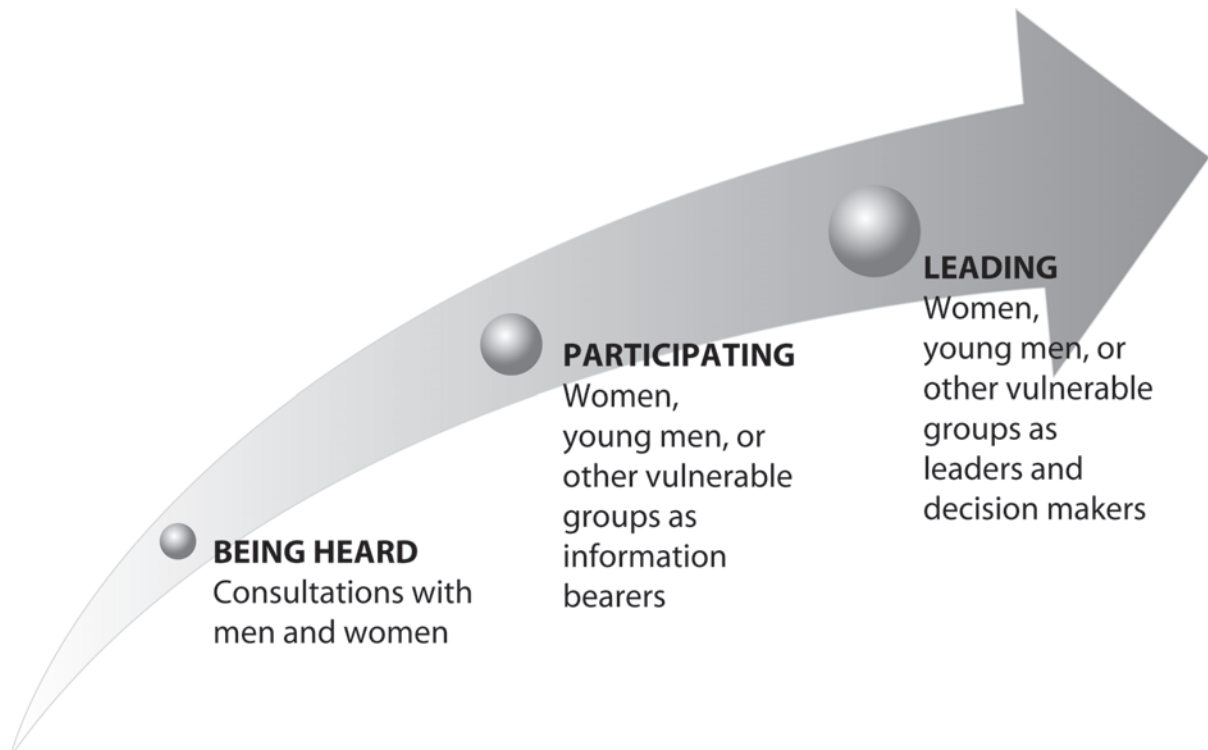 BEING HEARD
Consultations with
men and women
PARTICIPATING
Women,
young men, or
other vulnerable
groups as
information
bearers
LEADING
Women,
young men, or
other vulnerable
groups as
leaders and
decision makers